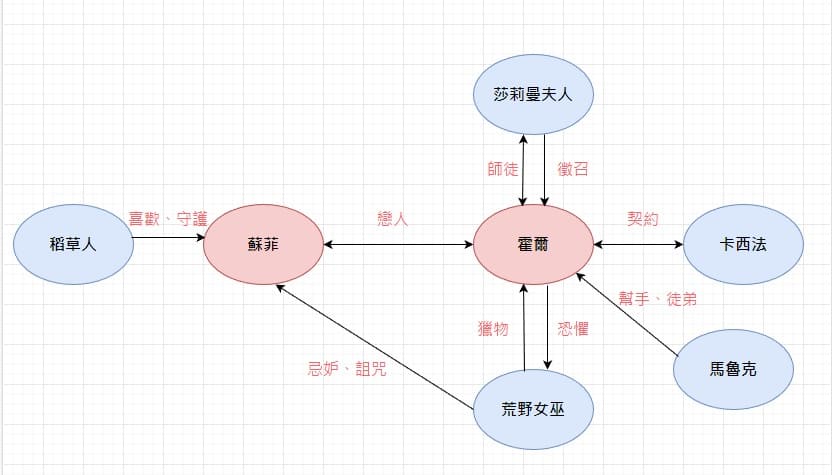 莎莉曼夫人
師徒
徵召
喜歡、守護
稻草人
蘇菲
戀人
霍爾
契約
卡西法
幫手、徒弟
獵物
恐懼
忌妒、詛咒
馬魯克
荒野女巫